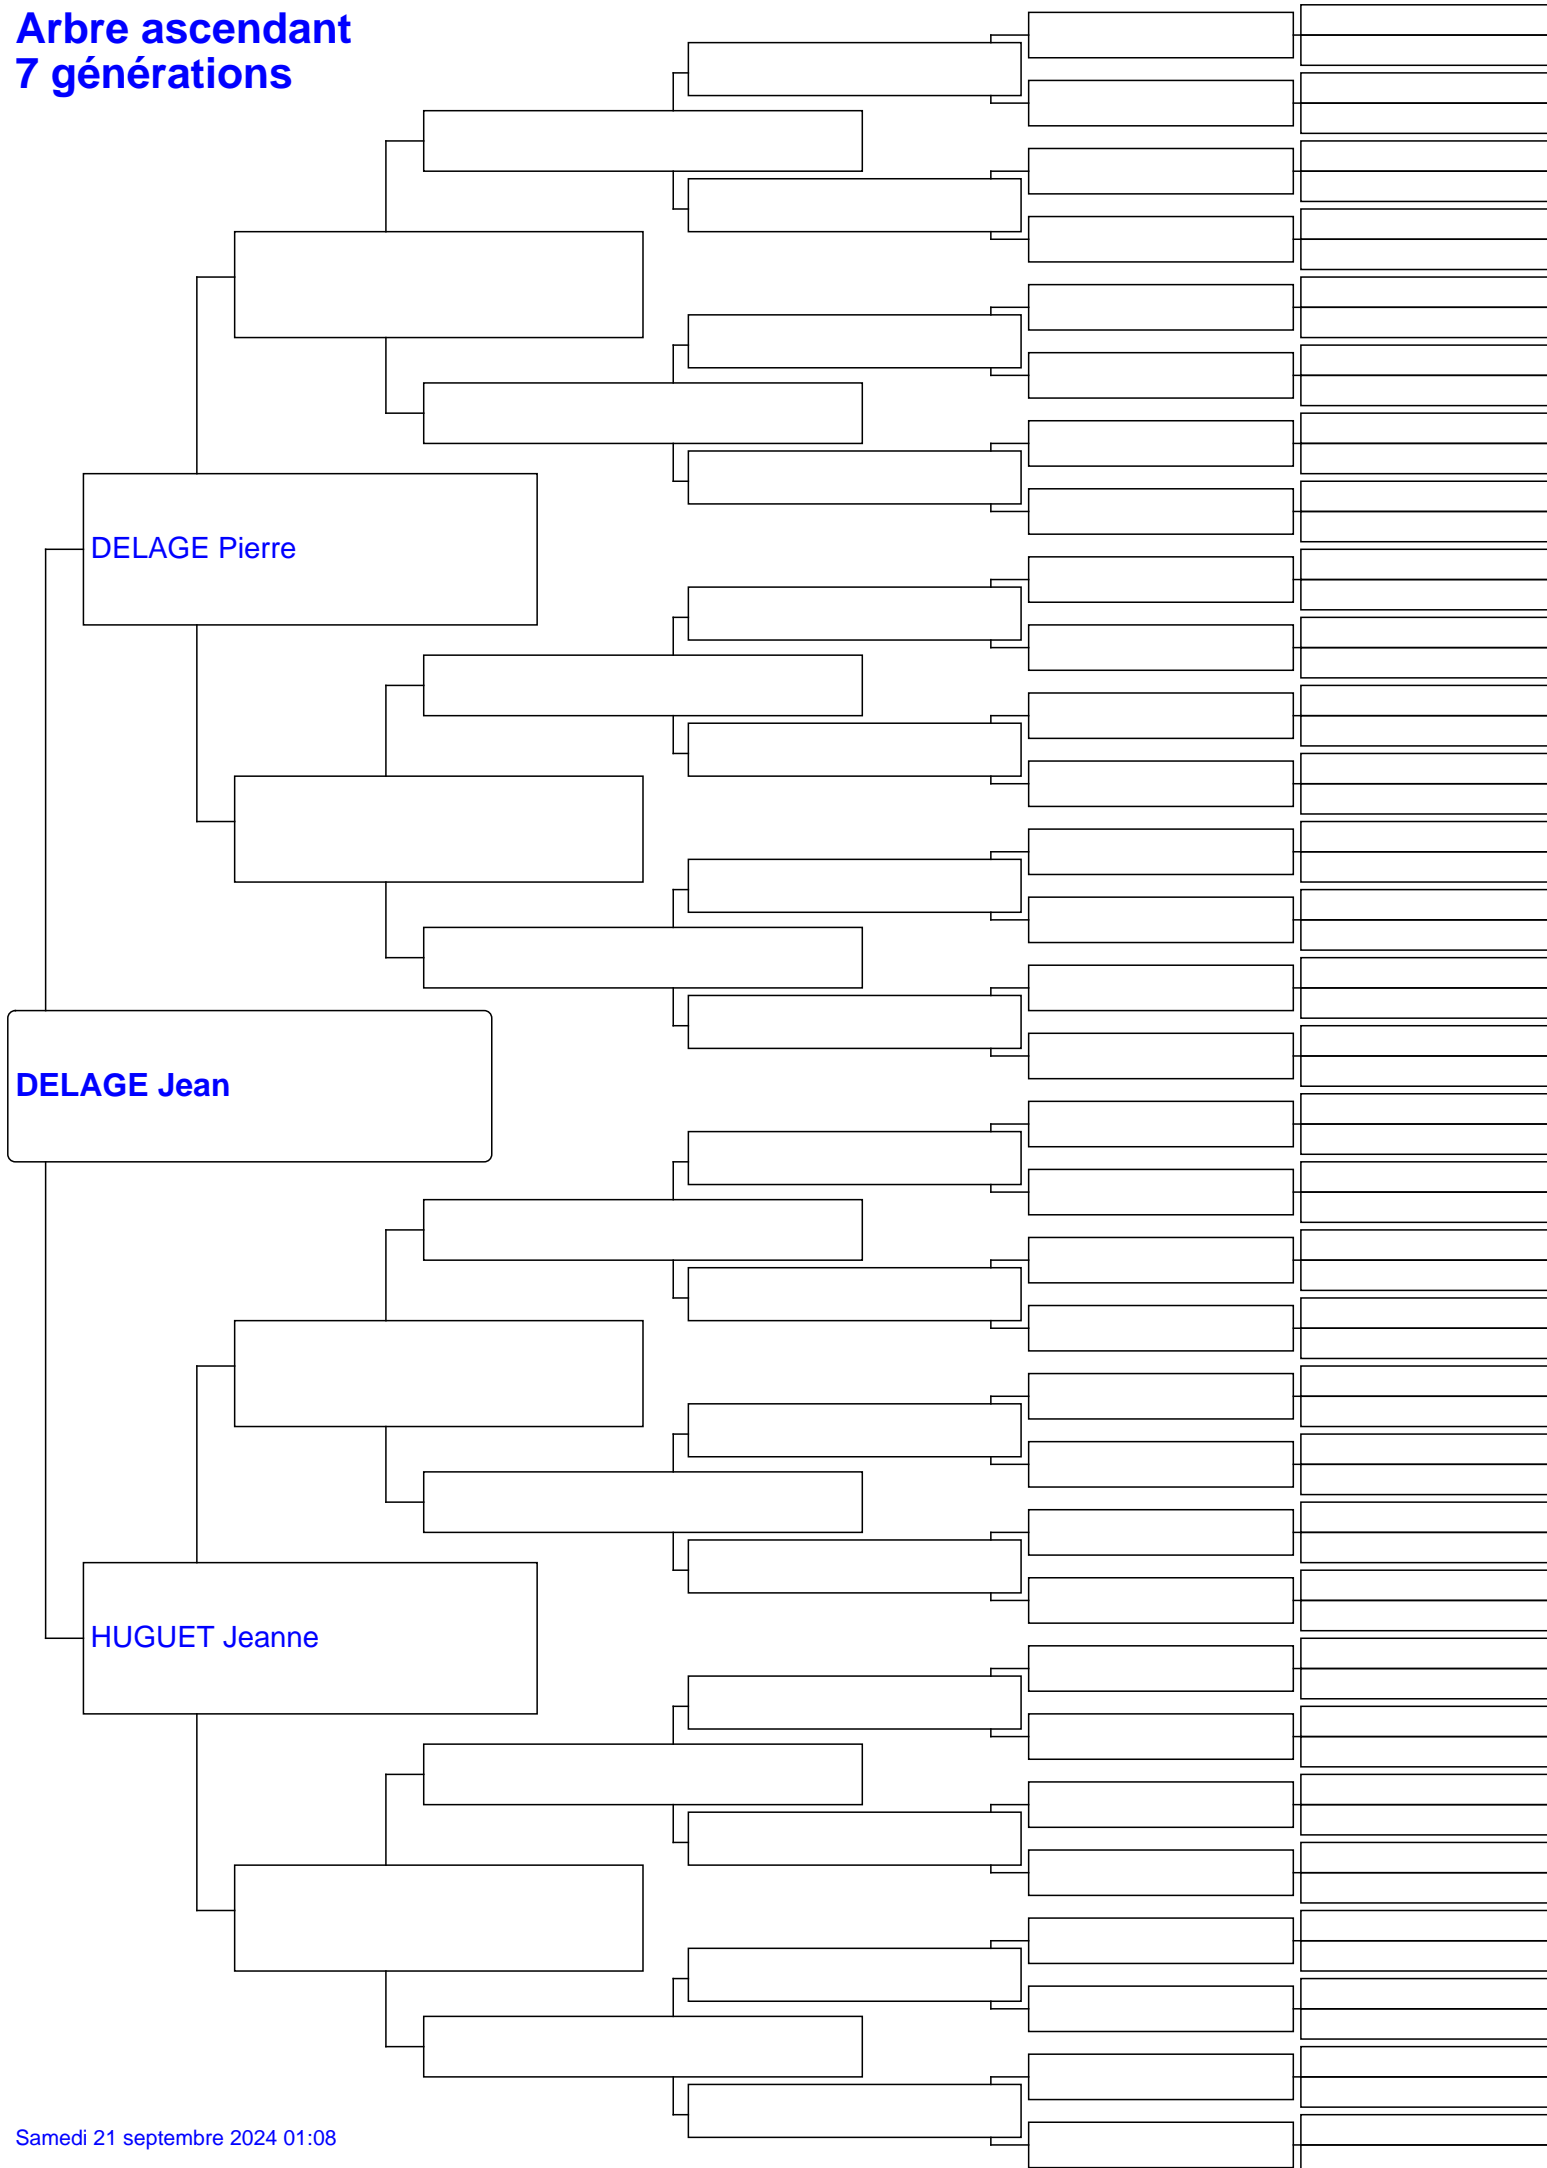 Arbre ascendant
7 générations
DELAGE Pierre
DELAGE Jean
HUGUET Jeanne
Samedi 21 septembre 2024 01:08